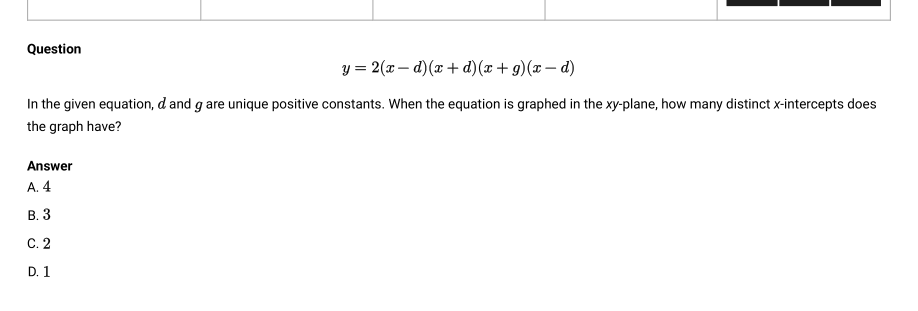 Question
y = 2(x − d)(x + d)(x + g)(x − d)
In the given equation, d and g are unique positive constants. When the equation is graphed in the xy-plane, how many distinct x-intercepts does
the graph have?
Answer
A. 4
B. 3
C. 2
D. 1